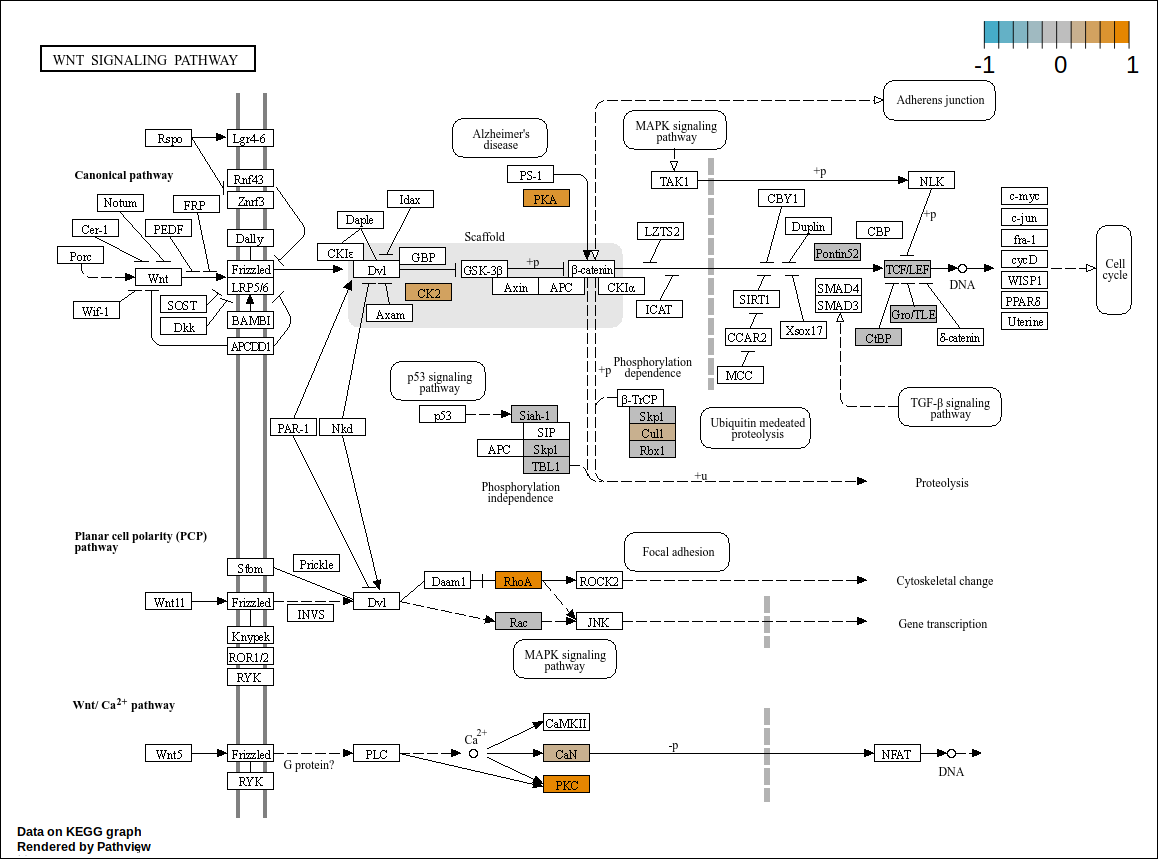 WNT SIGNALING PATHWAY
-1 0 1
Adherens junction
Alzheimer's
disease
MAPK signaling
pathway
Rspo
Lgr4-6
Canonical pathway
Rnf43
Znrf3
PS-1
PKA
TAK1
+p
NLK
Notum
FRP
Idax
Daple
CBY1
+p
c-myc
Cer-1
PEDF
Dally
CKIε
GBP
Scaffold
LZTS2
Duplin
CBP
c-jun
Porc
Wnt
Frizzled
LRP5/6
Dvl
GSK-3β
+p
β-catenin
Pontin52
TCF/LEF
DNA
fra-1
cycD
Cell
cycle
Wif-1
SOST
Dkk
BAMBI
APCDD1
CK2
Axam
Axin
APC
CKIα
ICAT
SIRT1
CCAR2
MCC
Xsox17
SMAD4
SMAD3
Gro/TLE
CtBP
δ-catenin
WISP1
PPARδ
Uterine
p53 signaling
pathway
+p
Phosphorylation
dependence
p53
Siah-1
SIP
APC
Skp1
TBL1
β-TrCP
Skp1
Cul1
Rbx1
Ubiquitin medeated
proteolysis
TGF-β signaling
pathway
PAR-1
Nkd
Phosphorylation
independence
+u
Proteolysis
Planar cell polarity (PCP)
pathway
Stbm
Prickle
Focal adhesion
Daam1
RhoA
ROCK2
Cytoskeletal change
Wnt11
Frizzled
INVS
Dvl
Rac
JNK
Gene transcription
Knypek
ROR1/2
RYK
MAPK signaling
pathway
Wnt/ Ca2+ pathway
CaMKII
Wnt5
Frizzled
G protein?
PLC
Ca2+
CaN
-p
NFAT
DNA
RYK
PKC
Data on KEGG graph
Rendered by Pathview